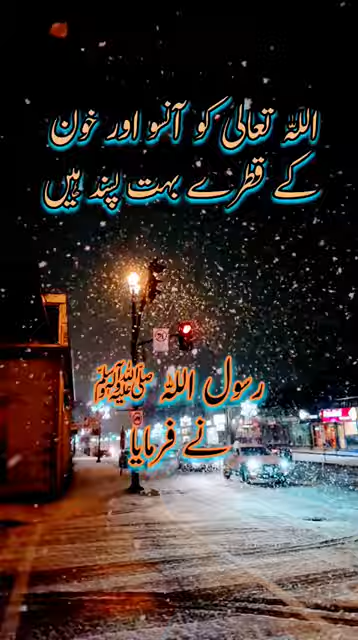 اللہ تعالیٰ کو آنسو اور خون
کے قطرے بہت پسند ہیں
رسول اللہ ﷺ
نے فرمایا